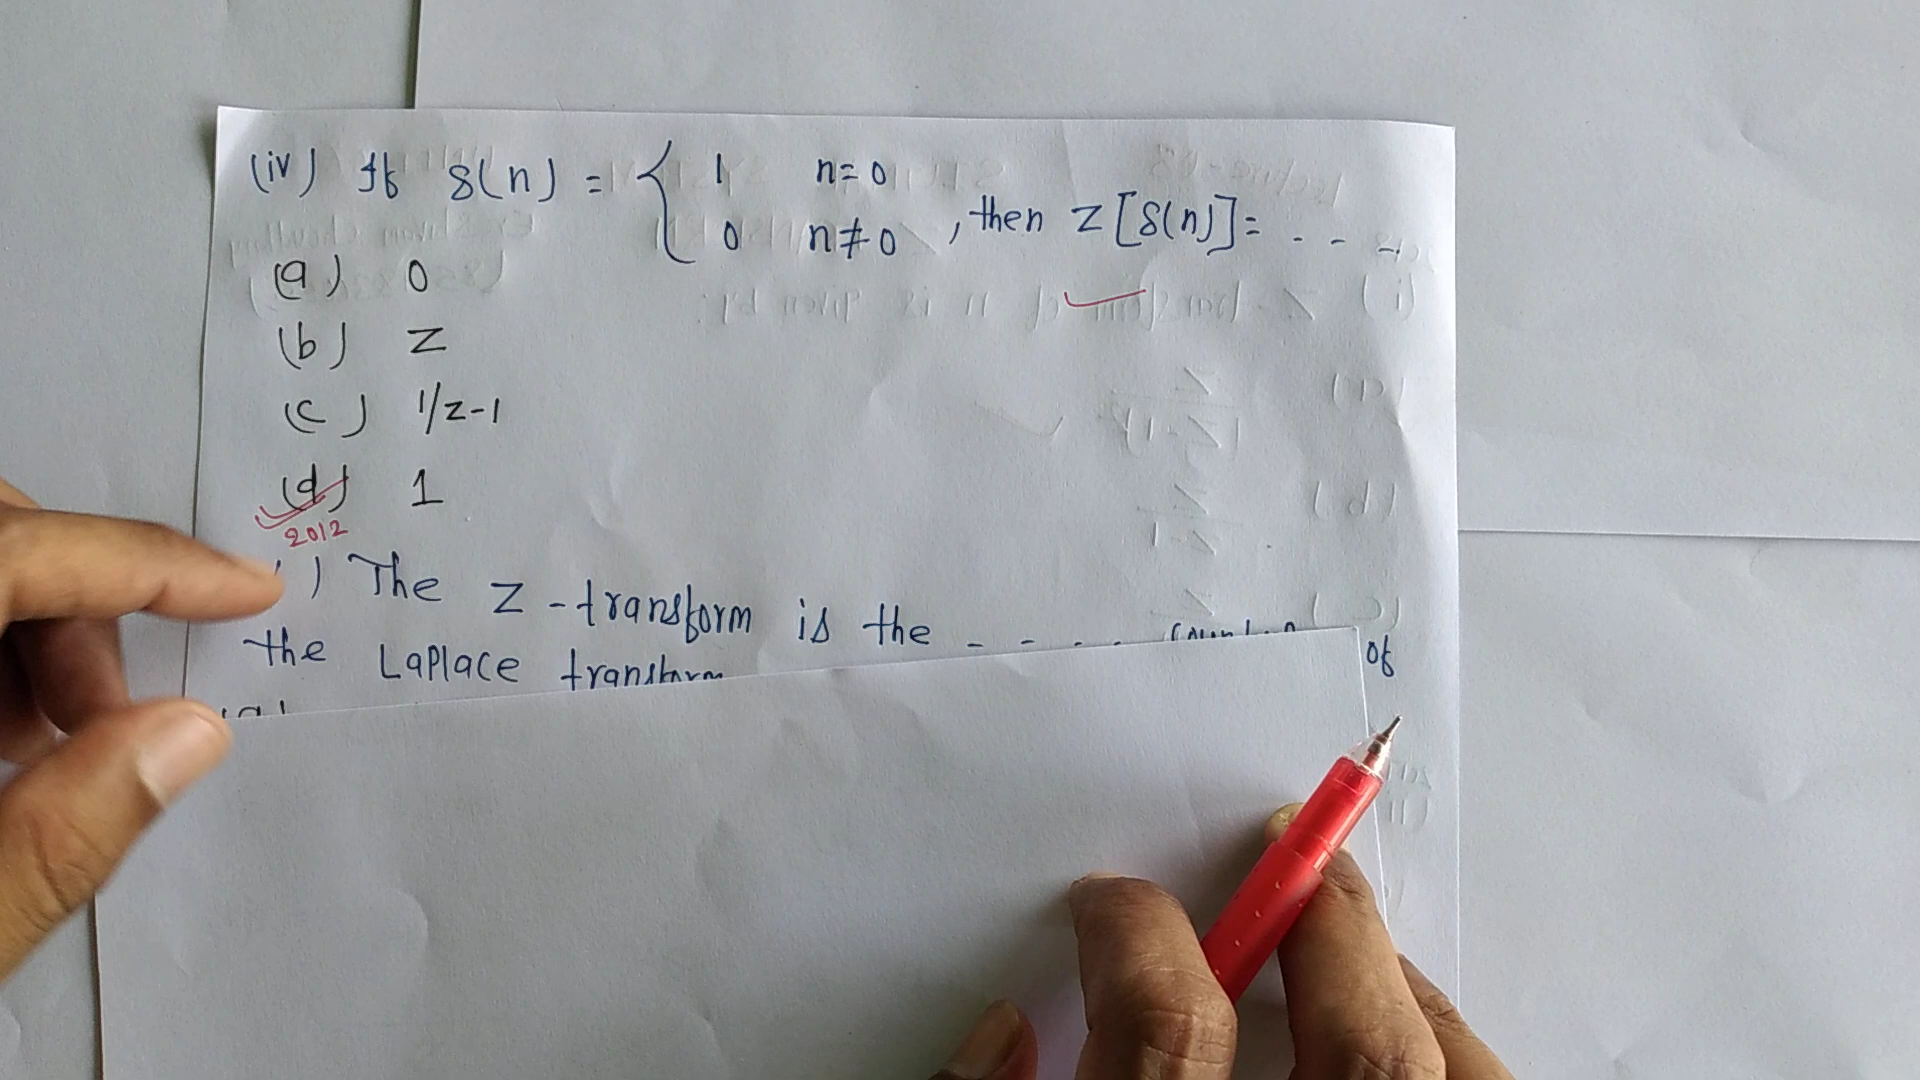 (iv) If δ(n) = { 1 n=0
0 n≠0 , then Z[δ(n)]= - - -
(a) 0
(b) Z
(c) 1/z-1
(d) 1
2012
) The Z-transform is the - - - - of
the Laplace transform
(a)